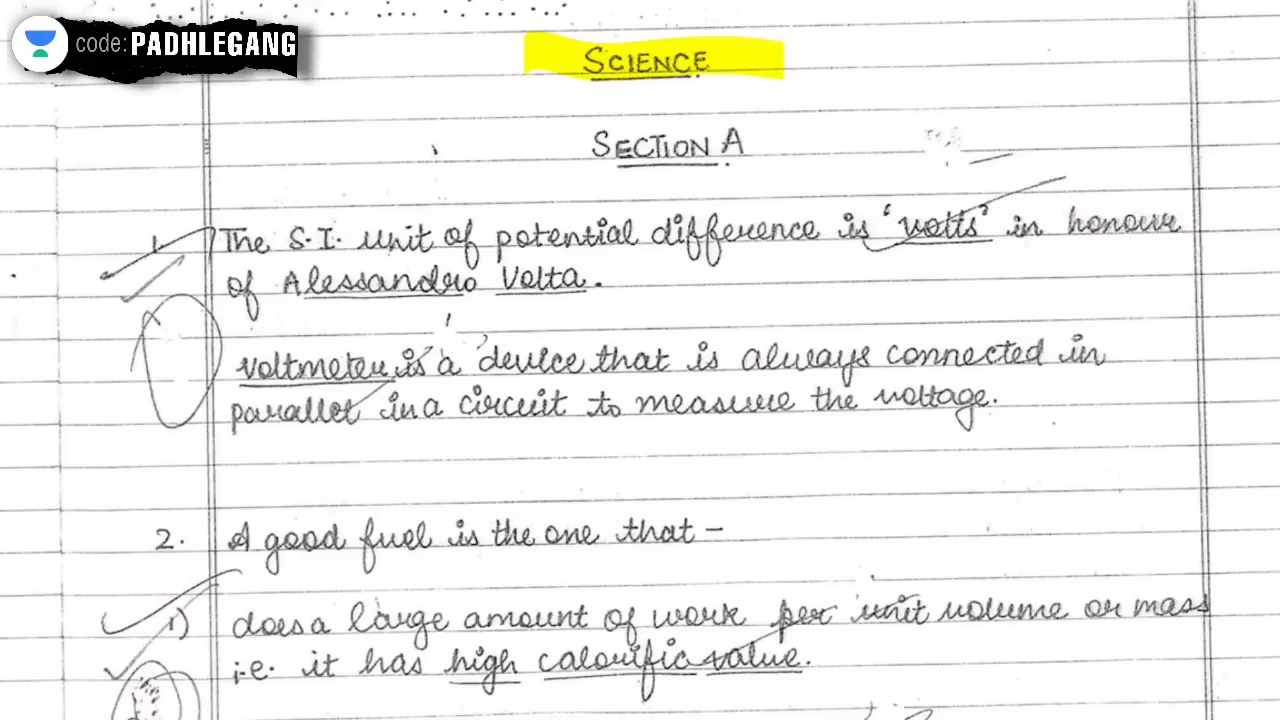 code: PADHLEGANG
SCIENCE
SECTION A
1. The S.I. unit of potential difference is 'volts' in honour
of Alessandro Volta.
voltmeter is a device that is always connected in
parallel in a circuit to measure the voltage.
2. A good fuel is the one that -
i) does a large amount of work per unit volume or mass
i.e. it has high calorific value.